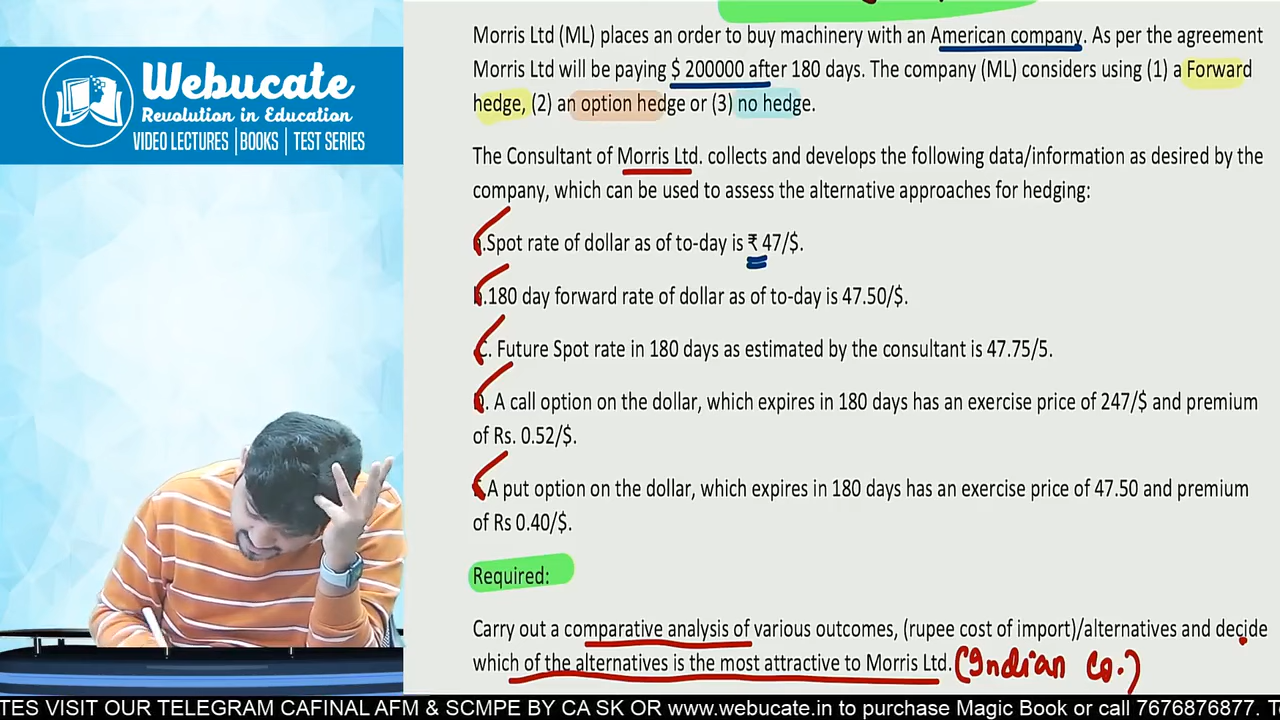 Webucate
Revolution in Education
VIDEO LECTURES | BOOKS | TEST SERIES
Morris Ltd (ML) places an order to buy machinery with an American company. As per the agreement
Morris Ltd will be paying $ 200000 after 180 days. The company (ML) considers using (1) a Forward
hedge, (2) an option hedge or (3) no hedge.
The Consultant of Morris Ltd. collects and develops the following data/information as desired by the
company, which can be used to assess the alternative approaches for hedging:
Spot rate of dollar as of to-day is ₹ 47/$.
180 day forward rate of dollar as of to-day is 47.50/$.
C. Future Spot rate in 180 days as estimated by the consultant is 47.75/5.
A call option on the dollar, which expires in 180 days has an exercise price of 247/$ and premium
of Rs. 0.52/$.
A put option on the dollar, which expires in 180 days has an exercise price of 47.50 and premium
of Rs 0.40/$.
Required:
Carry out a comparative analysis of various outcomes, (rupee cost of import)/alternatives and decide
which of the alternatives is the most attractive to Morris Ltd. (Indian Co.)
TES VISIT OUR TELEGRAM CAFINAL AFM & SCMPE BY CA SK OR www.webucate.in to purchase Magic Book or call 7676876877. To